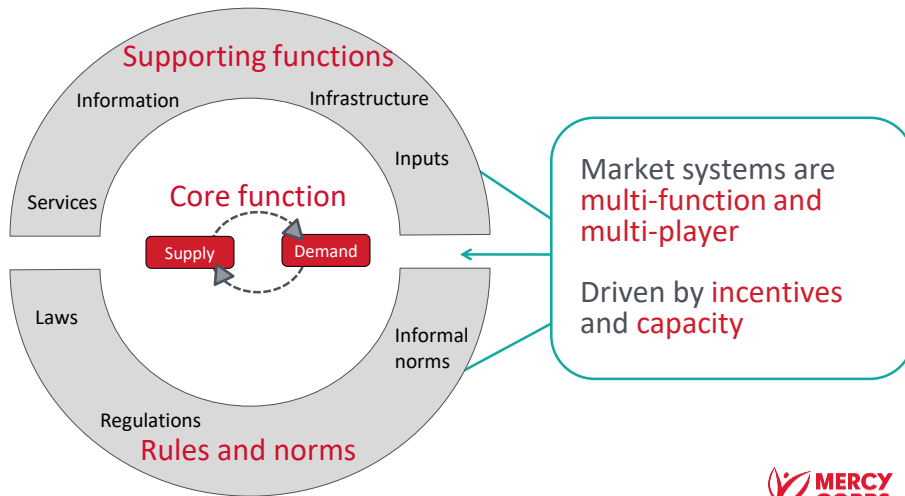 Supporting functions
Information
Infrastructure
Inputs
Services
Core function
Supply
Demand
Laws
Informal
norms
Regulations
Rules and norms
Market systems are
multi-function and
multi-player
Driven by incentives
and capacity
MERCY
CORPS